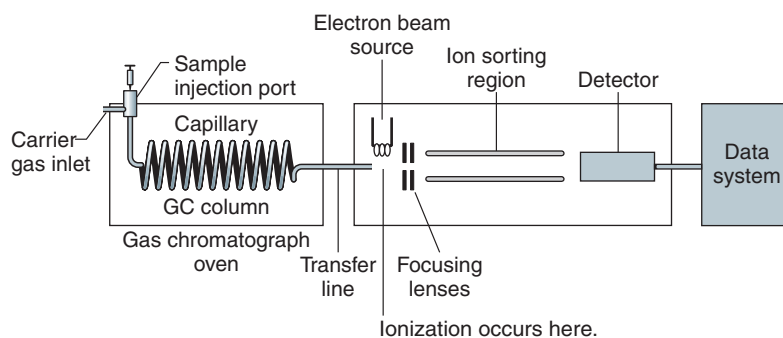 Electron beam
source
Sample
injection port
Ion sorting
region
Detector
Carrier
gas inlet
Capillary
GC column
Data
system
Gas chromatograph
oven
Transfer
line
Focusing
lenses
Ionization occurs here.